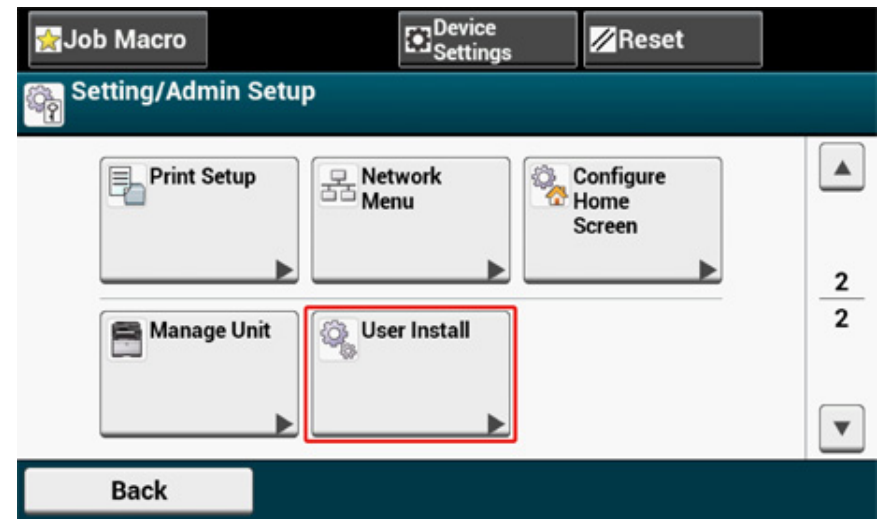 Job Macro
Device
Settings
Reset
Setting/Admin Setup
Print Setup
Network
Menu
Configure
Home
Screen
2
2
Manage Unit
User Install
Back